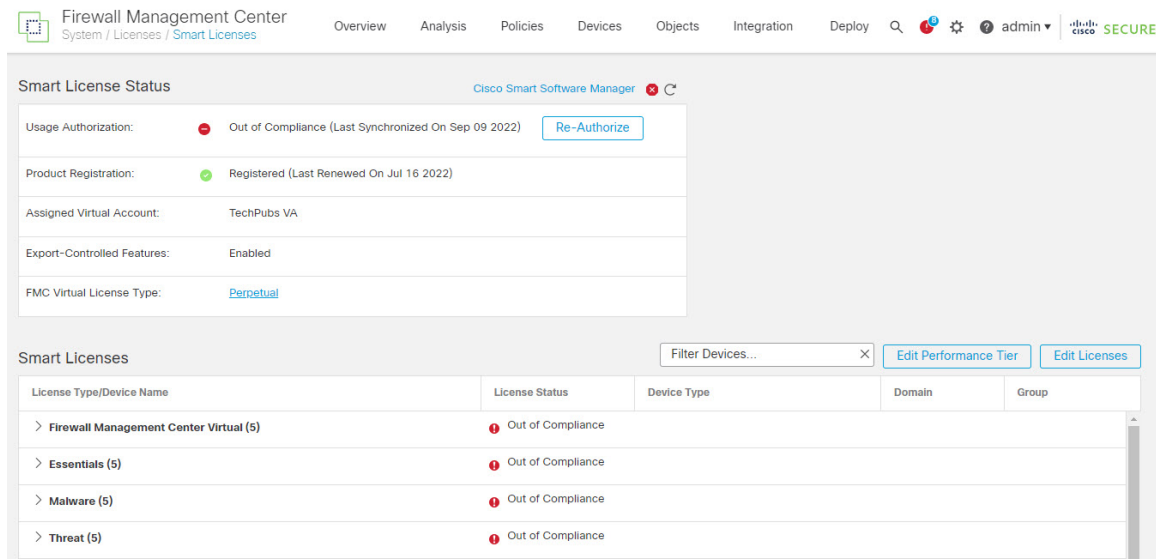 Firewall Management Center
System / Licenses / Smart Licenses
Overview Analysis Policies Devices Objects Integration Deploy 8 admin cisco SECURE
Smart License Status
Cisco Smart Software Manager
Usage Authorization: Out of Compliance (Last Synchronized On Sep 09 2022) Re-Authorize
Product Registration: Registered (Last Renewed On Jul 16 2022)
Assigned Virtual Account: TechPubs VA
Export-Controlled Features: Enabled
FMC Virtual License Type: Perpetual
Smart Licenses
Filter Devices... Edit Performance Tier Edit Licenses
License Type/Device Name License Status Device Type Domain Group
Firewall Management Center Virtual (5) Out of Compliance
Essentials (5) Out of Compliance
Malware (5) Out of Compliance
Threat (5) Out of Compliance